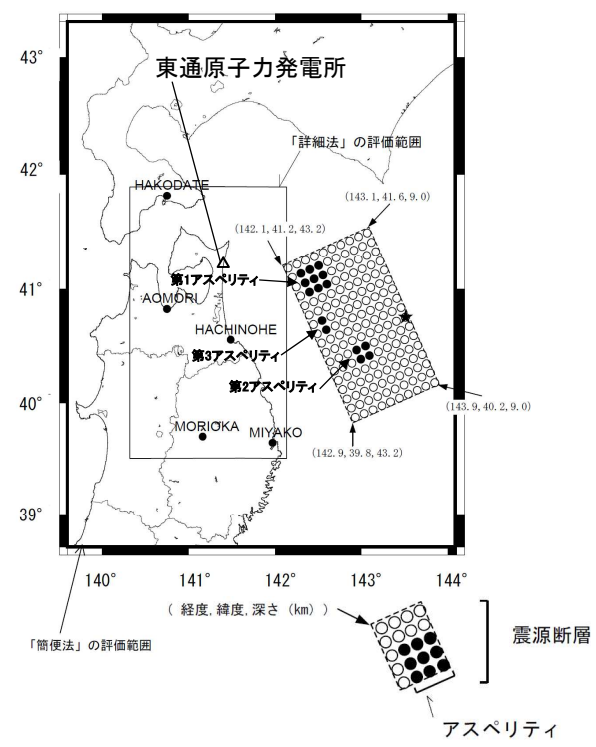 43°
東通原子力発電所
42°
「詳細法」の評価範囲
HAKODATE
(143.1, 41.6, 9.0)
(142.1, 41.2, 43.2)
第1アスペリティ
41°
AOMORI
HACHINOHE
第3アスペリティ
第2アスペリティ
40°
(143.9, 40.2, 9.0)
MORIOKA
MIYAKO
(142.9, 39.8, 43.2)
39°
140°
141°
142°
143°
144°
( 経度, 緯度, 深さ (km) )
震源断層
「簡便法」の評価範囲
アスペリティ